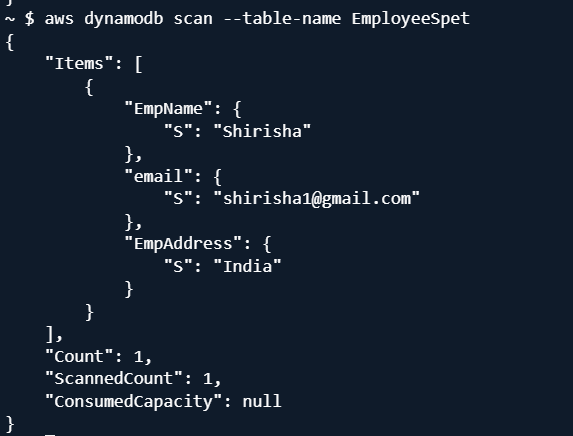 }
~ $ aws dynamodb scan --table-name EmployeeSpet
{
    "Items": [
        {
            "EmpName": {
                "S": "Shirisha"
            },
            "email": {
                "S": "shirisha1@gmail.com"
            },
            "EmpAddress": {
                "S": "India"
            }
        }
    ],
    "Count": 1,
    "ScannedCount": 1,
    "ConsumedCapacity": null
}